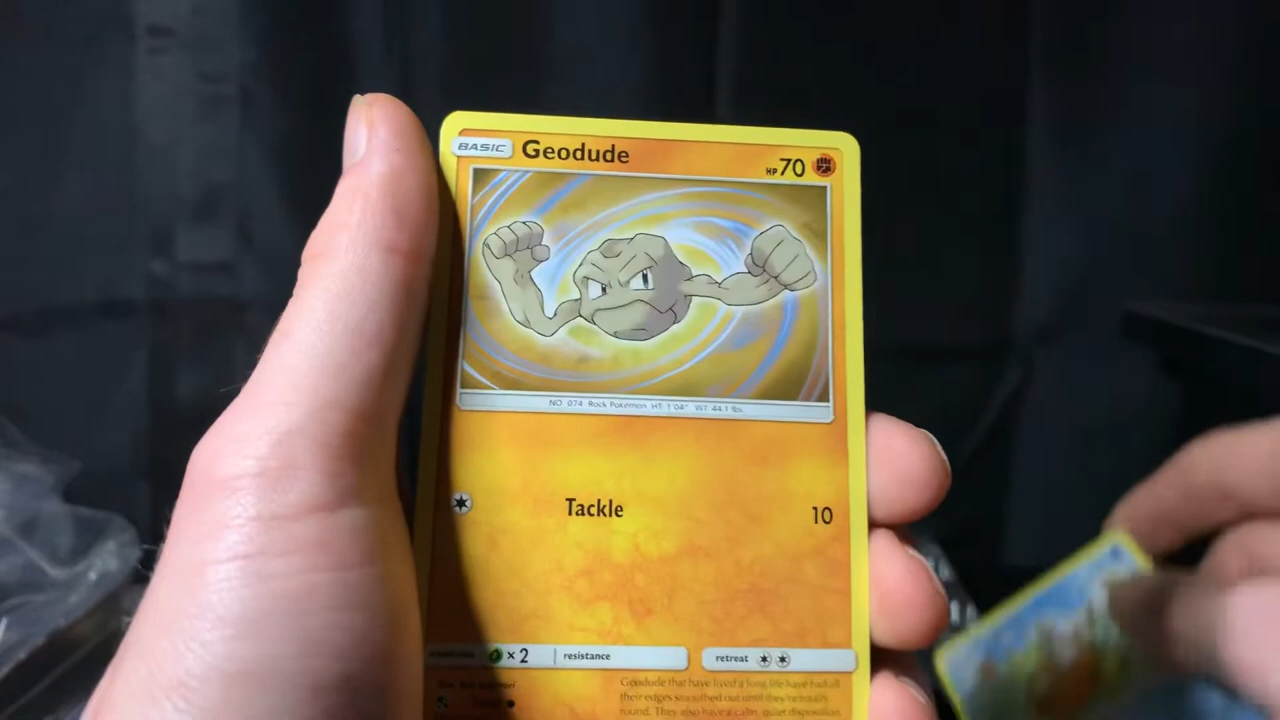 BASIC Geodude HP 70
NO. 074 Rock Pokémon HT: 1'04" WT: 44.1 lbs.
Tackle 10
×2 resistance retreat
Geodude that have lived a long life have had all
their edges smoothed out until they're totally
round. They also have a calm, quiet disposition.